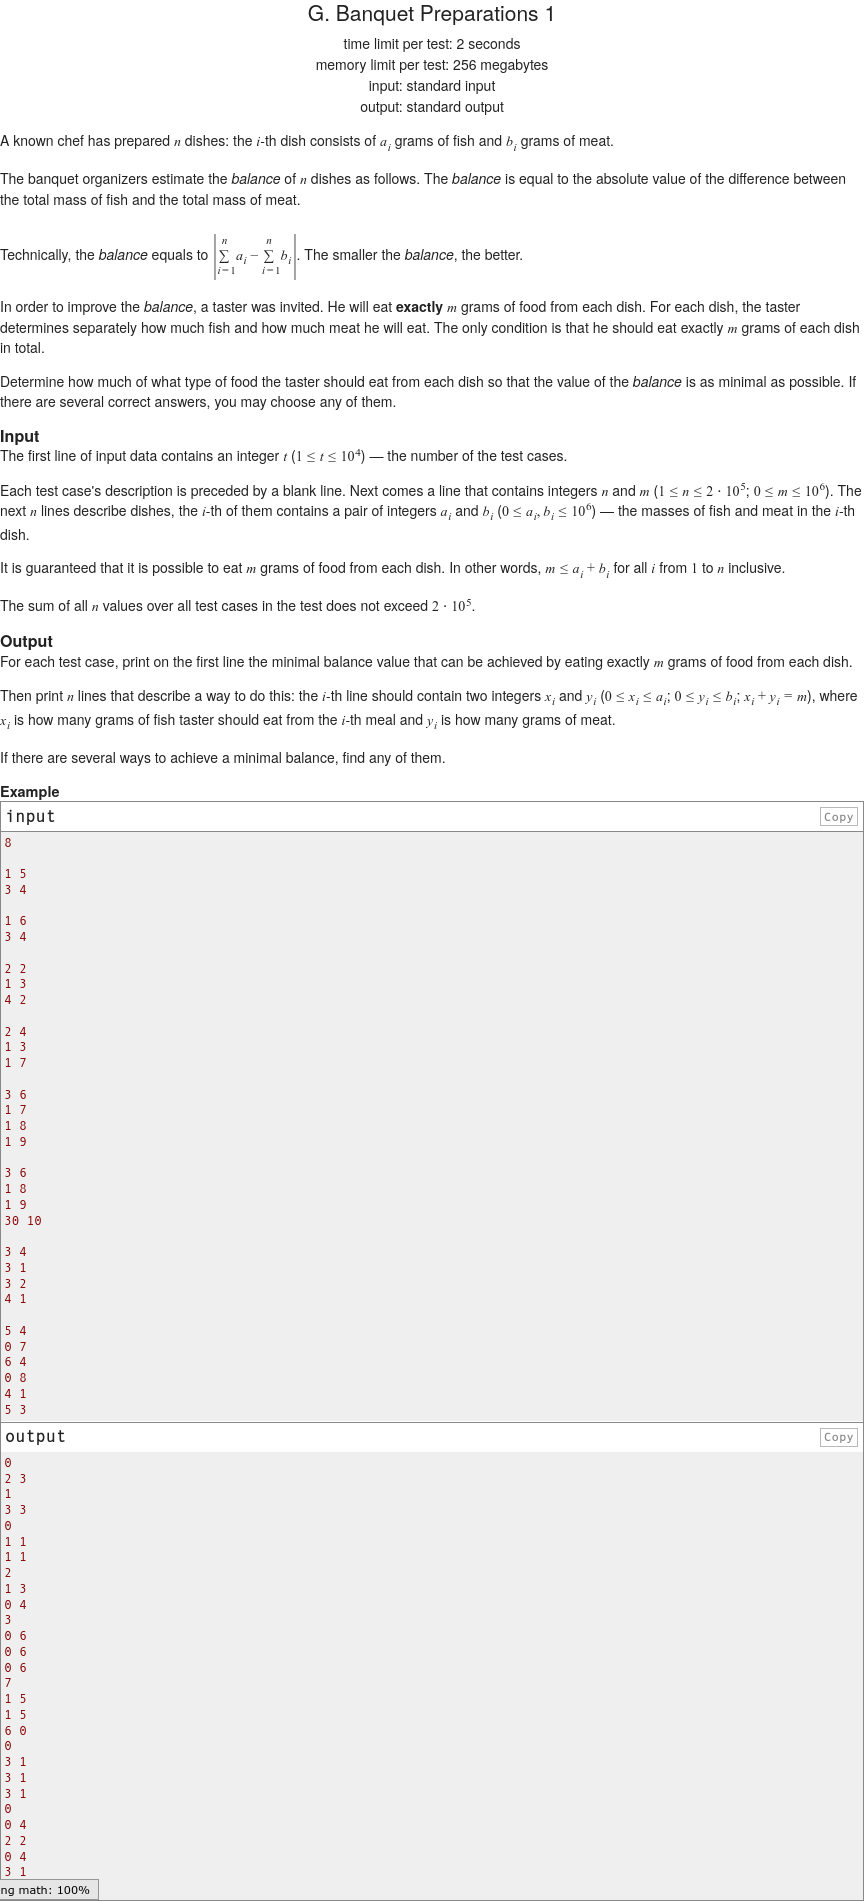 G. Banquet Preparations 1
time limit per test: 2 seconds
memory limit per test: 256 megabytes
input: standard input
output: standard output
A known chef has prepared n dishes: the i-th dish consists of a_i grams of fish and b_i grams of meat.
The banquet organizers estimate the balance of n dishes as follows. The balance is equal to the absolute value of the difference between
the total mass of fish and the total mass of meat.
Technically, the balance equals to |∑_{i=1}^{n} a_i − ∑_{i=1}^{n} b_i|. The smaller the balance, the better.
In order to improve the balance, a taster was invited. He will eat exactly m grams of food from each dish. For each dish, the taster
determines separately how much fish and how much meat he will eat. The only condition is that he should eat exactly m grams of each dish
in total.
Determine how much of what type of food the taster should eat from each dish so that the value of the balance is as minimal as possible. If
there are several correct answers, you may choose any of them.
Input
The first line of input data contains an integer t (1 ≤ t ≤ 10^4) — the number of the test cases.
Each test case's description is preceded by a blank line. Next comes a line that contains integers n and m (1 ≤ n ≤ 2 · 10^5; 0 ≤ m ≤ 10^6). The
next n lines describe dishes, the i-th of them contains a pair of integers a_i and b_i (0 ≤ a_i, b_i ≤ 10^6) — the masses of fish and meat in the i-th
dish.
It is guaranteed that it is possible to eat m grams of food from each dish. In other words, m ≤ a_i + b_i for all i from 1 to n inclusive.
The sum of all n values over all test cases in the test does not exceed 2 · 10^5.
Output
For each test case, print on the first line the minimal balance value that can be achieved by eating exactly m grams of food from each dish.
Then print n lines that describe a way to do this: the i-th line should contain two integers x_i and y_i (0 ≤ x_i ≤ a_i; 0 ≤ y_i ≤ b_i; x_i + y_i = m), where
x_i is how many grams of fish taster should eat from the i-th meal and y_i is how many grams of meat.
If there are several ways to achieve a minimal balance, find any of them.
Example
input
Copy
8
1 5
3 4
1 6
3 4
2 2
1 3
4 2
2 4
1 3
1 7
3 6
1 7
1 8
1 9
3 6
1 8
1 9
30 10
3 4
3 1
3 2
4 1
5 4
0 7
6 4
0 8
4 1
5 3
output
Copy
0
2 3
1
3 3
0
1 1
1 1
2
1 3
0 4
3
0 6
0 6
0 6
7
1 5
1 5
6 0
0
3 1
3 1
3 1
0
0 4
2 2
0 4
3 1
ng math: 100%